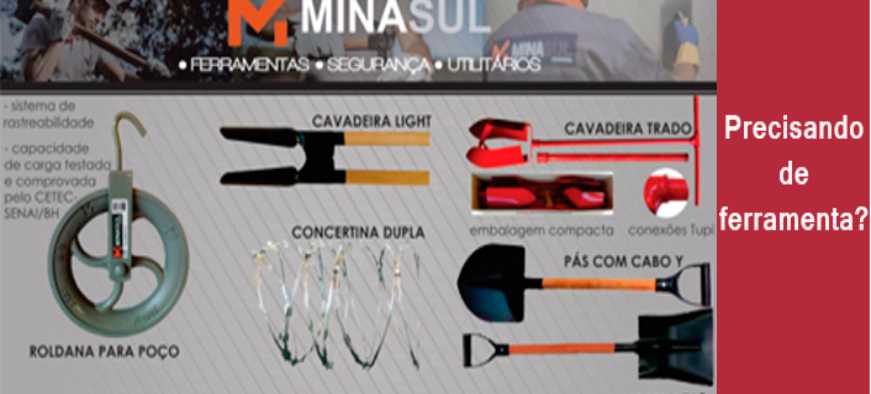 MINASUL
• FERRAMENTAS • SEGURANÇA • UTILITÁRIOS
- sistema de
rastreabilidade
- capacidade
de carga testada
e comprovada
pelo CETEC-
SENAI/BH
ROLDANA PARA POÇO
CAVADEIRA LIGHT
CONCERTINA DUPLA
CAVADEIRA TRADO
embalagem compacta
conexões Tupi
PÁS COM CABO Y
Precisando
de
ferramenta?